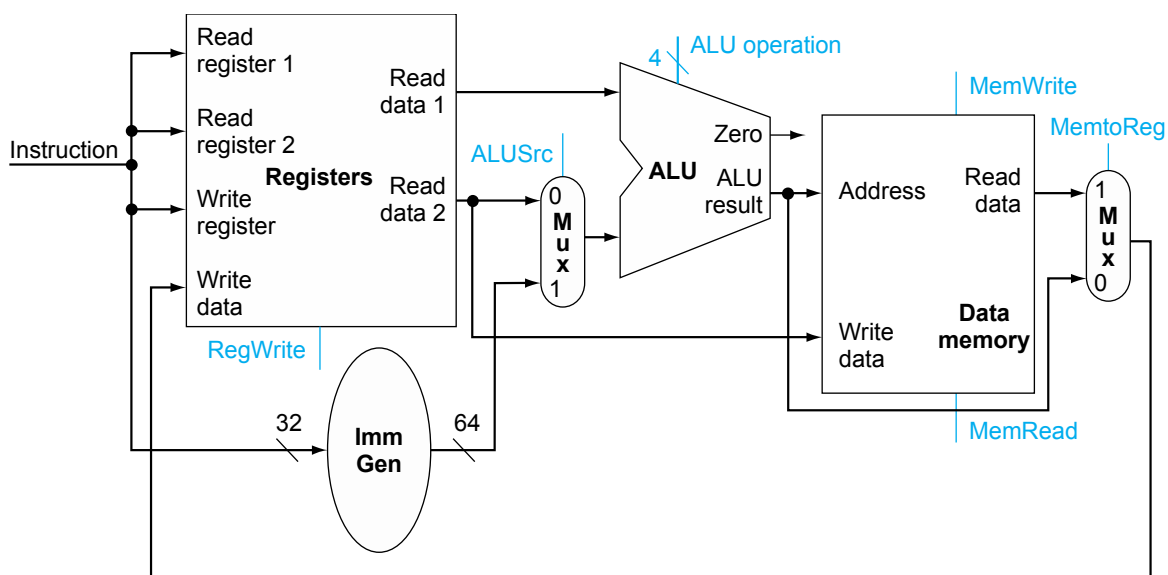 Instruction
Read
register 1
Read
register 2
Write
register
Write
data
Registers
Read
data 1
Read
data 2
RegWrite
32
Imm
Gen
64
ALUSrc
0
M
u
x
1
4
ALU operation
ALU
Zero
ALU
result
MemWrite
Address
Read
data
Write
data
Data
memory
MemRead
MemtoReg
1
M
u
x
0